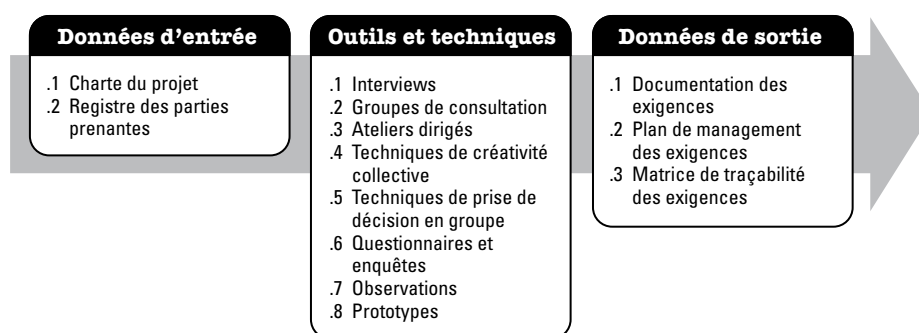 Données d'entrée
.1 Charte du projet
.2 Registre des parties
prenantes
Outils et techniques
.1 Interviews
.2 Groupes de consultation
.3 Ateliers dirigés
.4 Techniques de créativité
collective
.5 Techniques de prise de
décision en groupe
.6 Questionnaires et
enquêtes
.7 Observations
.8 Prototypes
Données de sortie
.1 Documentation des
exigences
.2 Plan de management
des exigences
.3 Matrice de traçabilité
des exigences